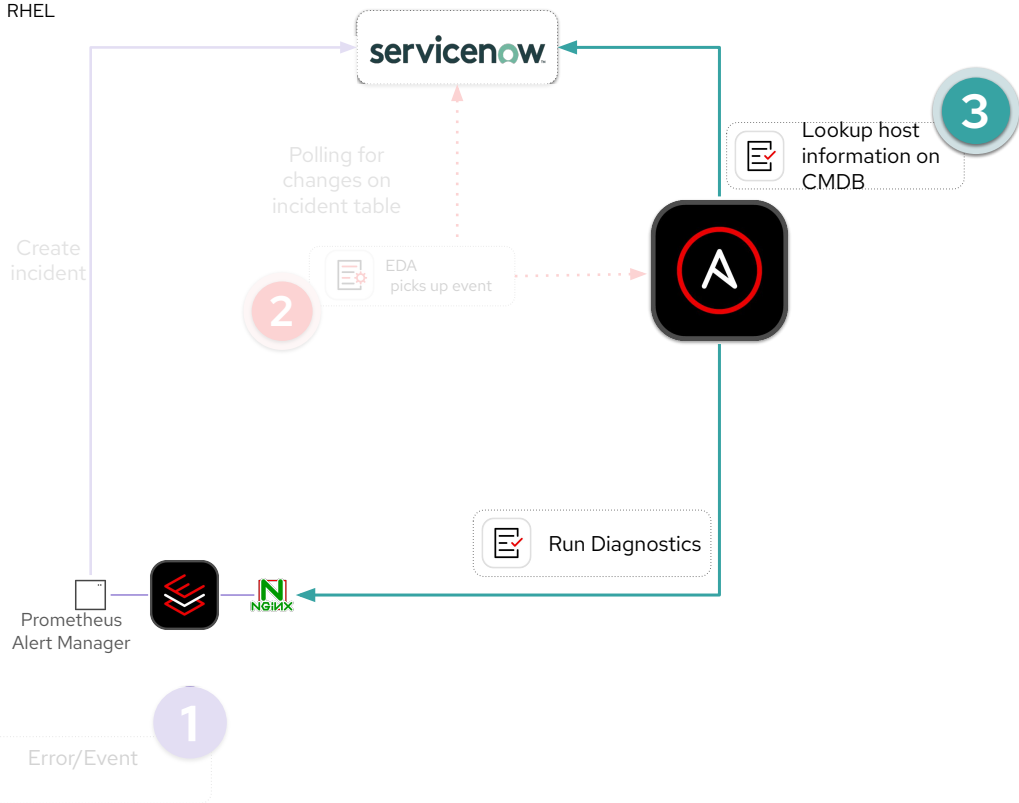 RHEL
servicenow
3
Lookup host
information on
CMDB
Polling for
changes on
incident table
Create
incident
EDA
picks up event
2
Run Diagnostics
NGINX
Prometheus
Alert Manager
1
Error/Event